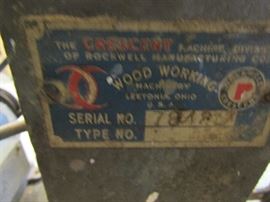 THE CRESCENT MACHINE DIVISION
OF ROCKWELL MANUFACTURING CO.
WOOD WORKING
MACHINERY
LEETONIA, OHIO
U.S.A.
SERIAL NO.
TYPE NO.